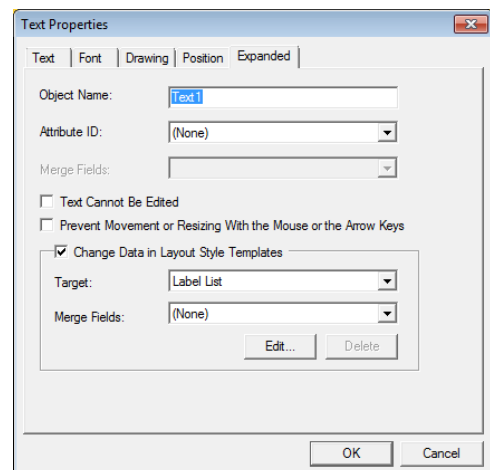 Text Properties
Text Font Drawing Position Expanded
Object Name: Text1
Attribute ID: (None)
Merge Fields:
Text Cannot Be Edited
Prevent Movement or Resizing With the Mouse or the Arrow Keys
Change Data in Layout Style Templates
Target: Label List
Merge Fields: (None)
Edit... Delete
OK Cancel